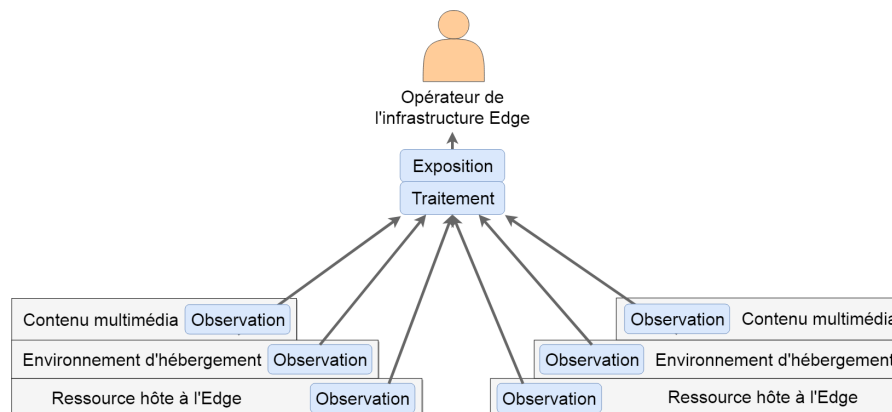 Opérateur de
l'infrastructure Edge
Exposition
Traitement
Contenu multimédia Observation
Observation Contenu multimédia
Environnement d'hébergement Observation
Observation Environnement d'hébergement
Ressource hôte à l'Edge Observation
Observation Ressource hôte à l'Edge